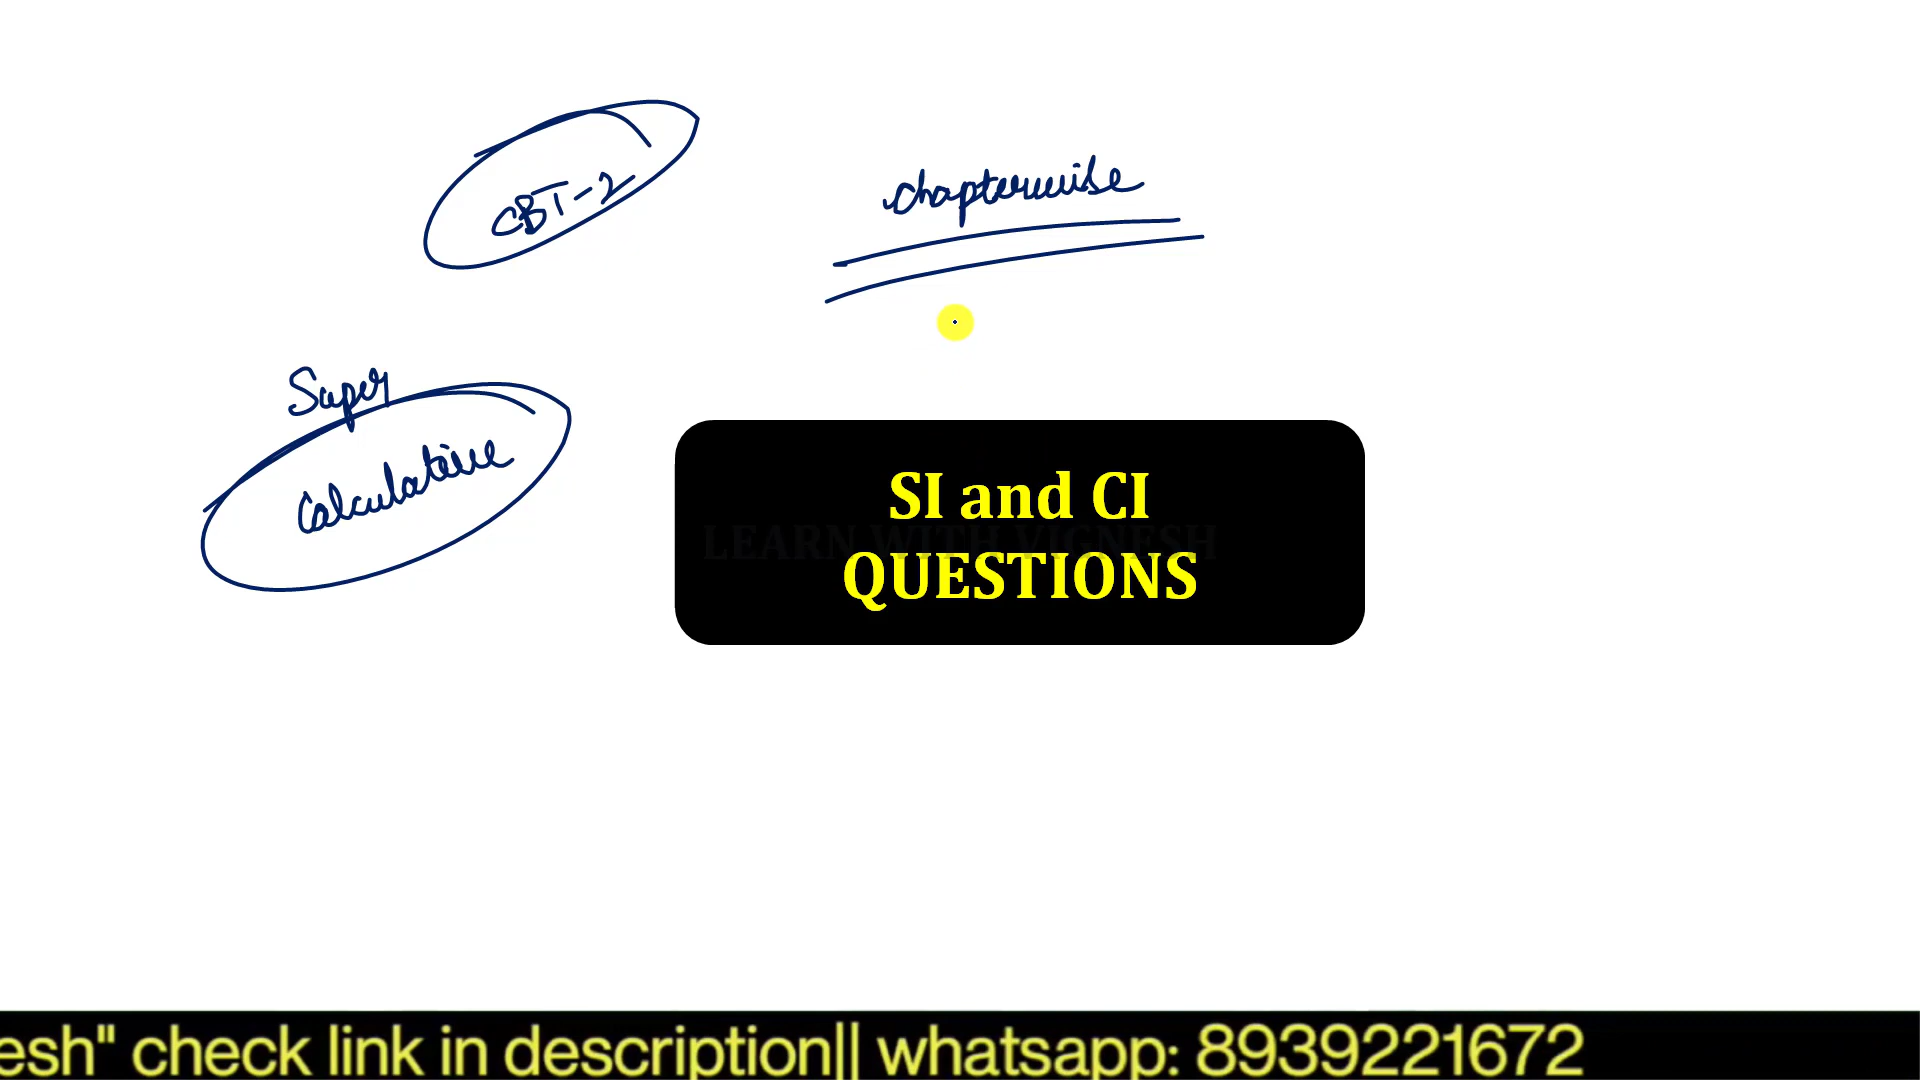 CBT-2
chapterwise
Super
Calculative
SI and CI
LEARN WITH VIGNESH
QUESTIONS
esh" check link in description|| whatsapp: 8939221672